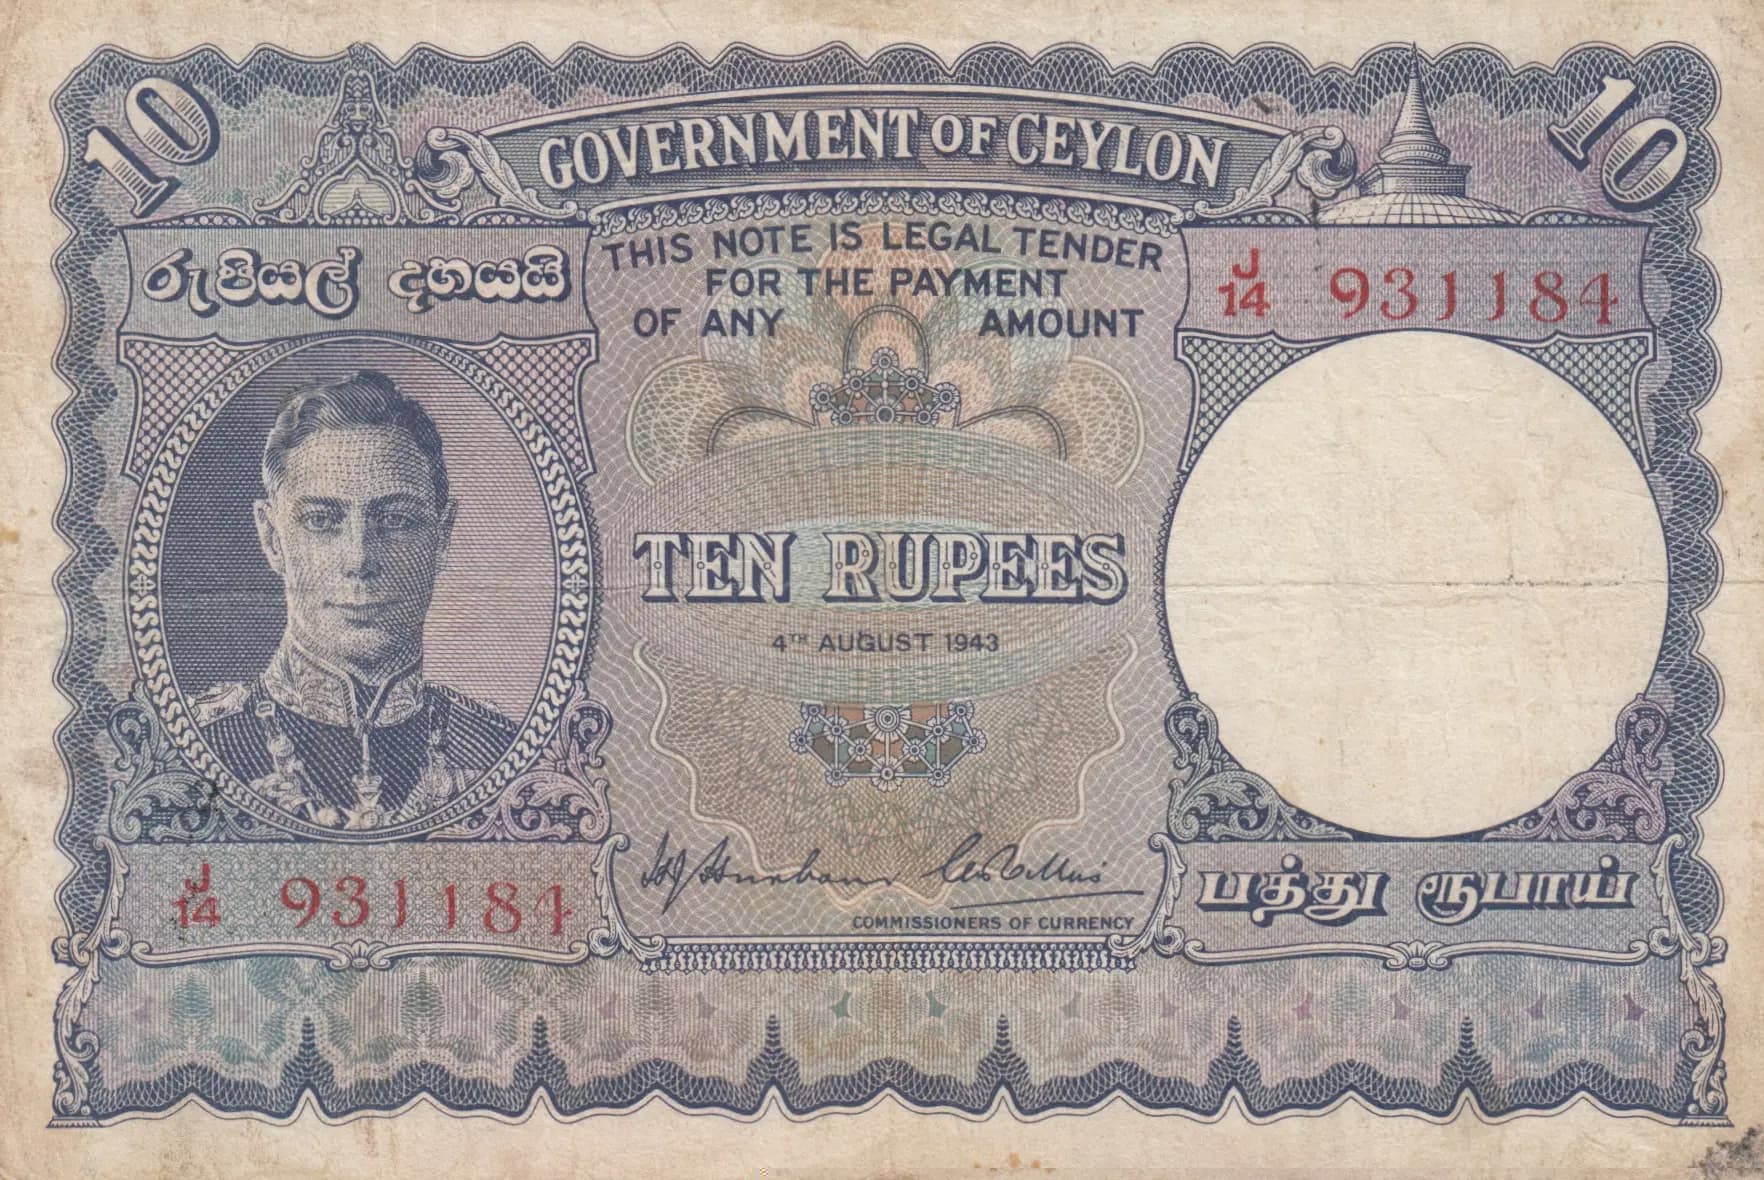 10
10
GOVERNMENT OF CEYLON
රුපියල් දහයයි
THIS NOTE IS LEGAL TENDER
FOR THE PAYMENT
OF ANY AMOUNT
J/14 931184
TEN RUPEES
4TH AUGUST 1943
J/14 931184
COMMISSIONERS OF CURRENCY
பத்து ரூபாய்